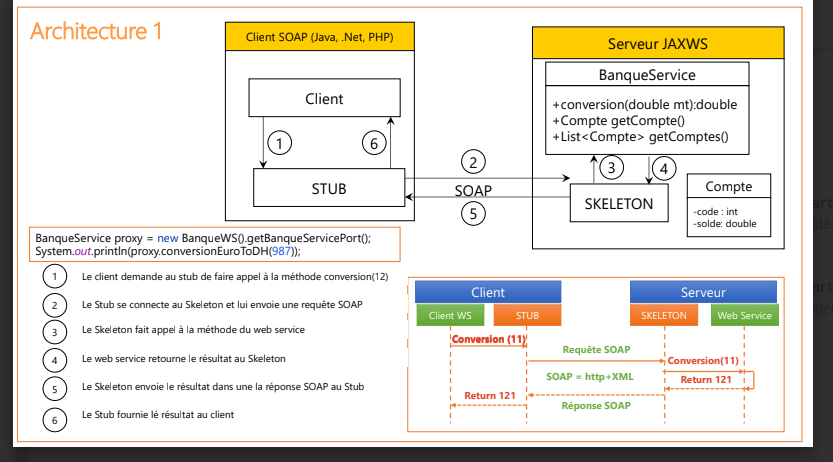 Architecture 1
Client SOAP (Java, .Net, PHP)
Client
1
6
STUB
2
SOAP
5
Serveur JAXWS
BanqueService
+conversion(double mt):double
+Compte getCompte()
+List<Compte> getComptes()
3
4
SKELETON
Compte
-code : int
-solde: double
BanqueService proxy = new BanqueWS().getBanqueServicePort();
System.out.println(proxy.conversionEuroToDH(987));
1 Le client demande au stub de faire appel à la méthode conversion(12)
2 Le Stub se connecte au Skeleton et lui envoie une requête SOAP
3 Le Skeleton fait appel à la méthode du web service
4 Le web service retourne le résultat au Skeleton
5 Le Skeleton envoie le résultat dans une la réponse SOAP au Stub
6 Le Stub fournie lé résultat au client
Client
Serveur
Client WS
STUB
SKELETON
Web Service
Conversion (11)
Requête SOAP
Conversion(11)
SOAP = http+XML
Return 121
Return 121
Réponse SOAP